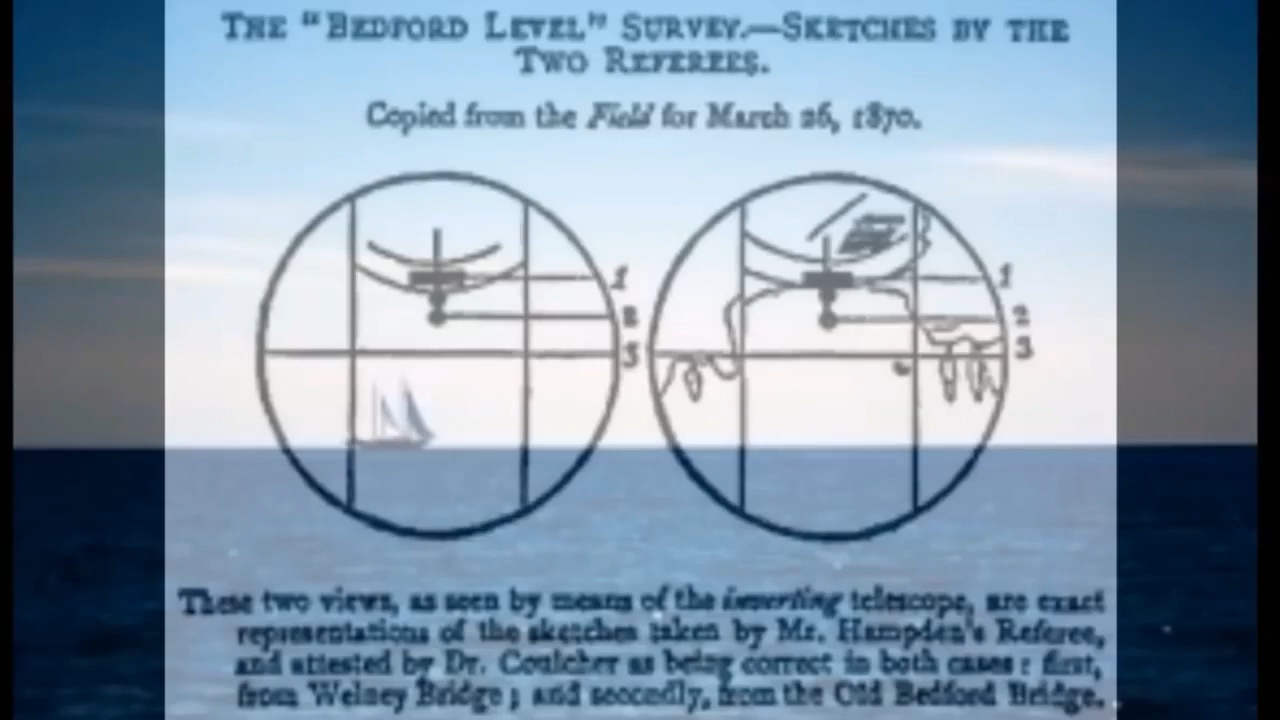 THE "BEDFORD LEVEL" SURVEY.—SKETCHES BY THE
TWO REFEREES.
Copied from the Field for March 26, 1870.
1
2
3
1
2
3
These two views, as seen by means of the inverting telescope, are exact
representations of the sketches taken by Mr. Hampden's Referee,
and attested by Dr. Coulcher as being correct in both cases: first,
from Welney Bridge; and secondly, from the Old Bedford Bridge.